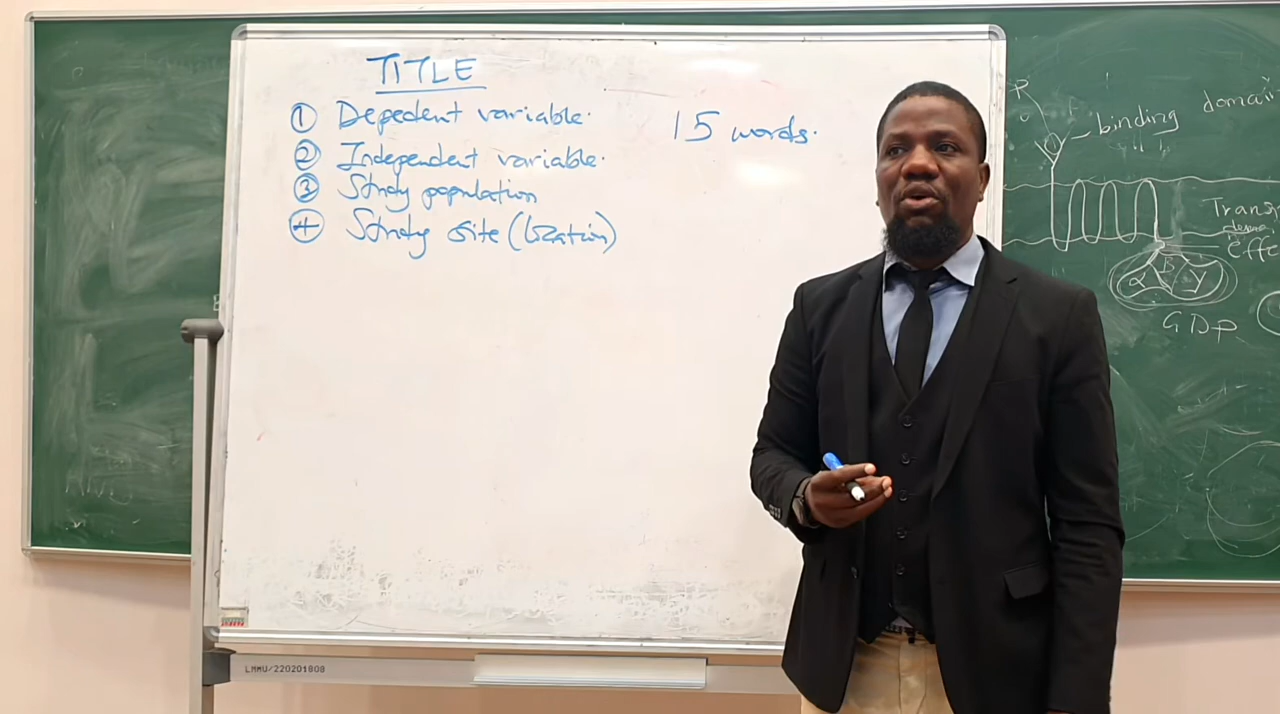 TITLE
① Depedent variable.
② Independent variable.
③ Study population
④ Study site (location)
15 words.
binding domain
Trans
effe
α β γ
GDP
LMMU/220201808